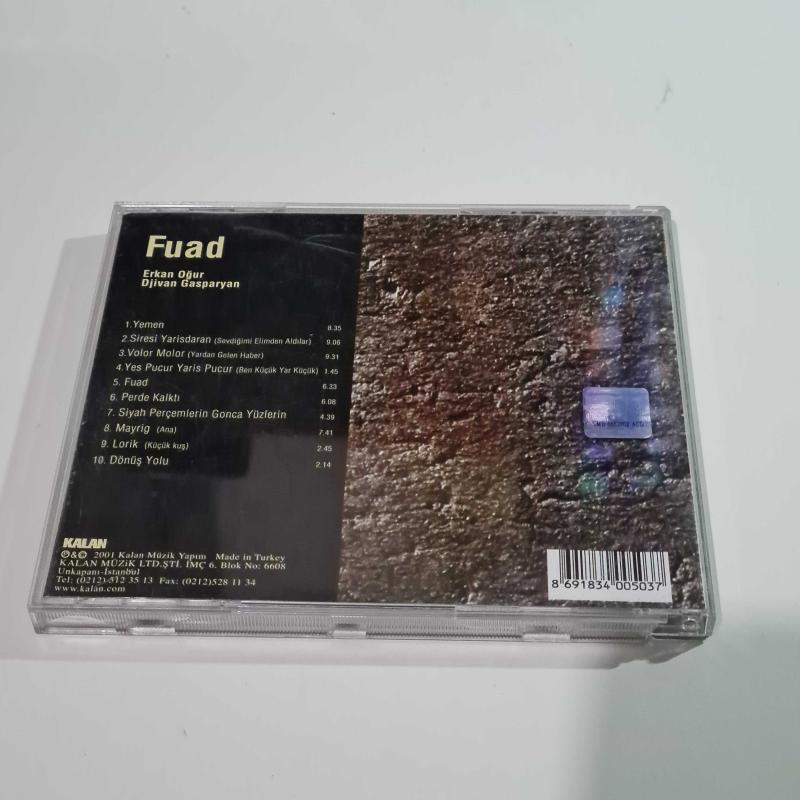 Fuad
Erkan Oğur
Djivan Gasparyan
1.Yemen 8.35
2.Siresi Yarisdaran (Sevdiğimi Elimden Aldılar) 9.06
3.Volor Molor (Yardan Gelen Haber) 9.31
4.Yes Pucur Yaris Pucur (Ben Küçük Yar Küçük) 1.45
5. Fuad 6.33
6. Perde Kalktı 6.08
7. Siyah Perçemlerin Gonca Yüzlerin 4.39
8. Mayrig (Ana) 7.41
9. Lorik (Küçük kuş) 2.45
10. Dönüş Yolu 2.14
KALAN
℗&© 2001 Kalan Müzik Yapım Made in Turkey
KALAN MÜZİK LTD.ŞTİ. İMÇ 6. Blok No: 6608
Unkapanı-İstanbul
Tel: (0212) 512 35 13 Fax: (0212)528 11 34
www.kalan.com
8 691834 005037